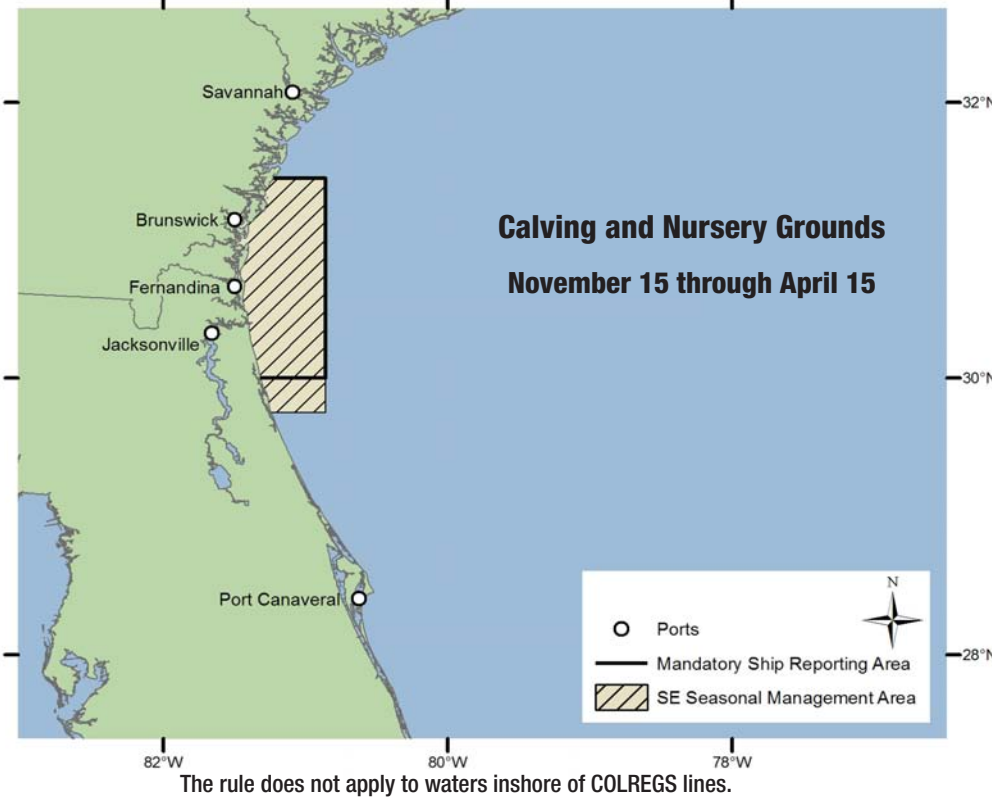 Savannah
32°N
Brunswick
Calving and Nursery Grounds
November 15 through April 15
Fernandina
Jacksonville
30°N
Port Canaveral
N
Ports
Mandatory Ship Reporting Area
SE Seasonal Management Area
28°N
82°W
80°W
78°W
The rule does not apply to waters inshore of COLREGS lines.